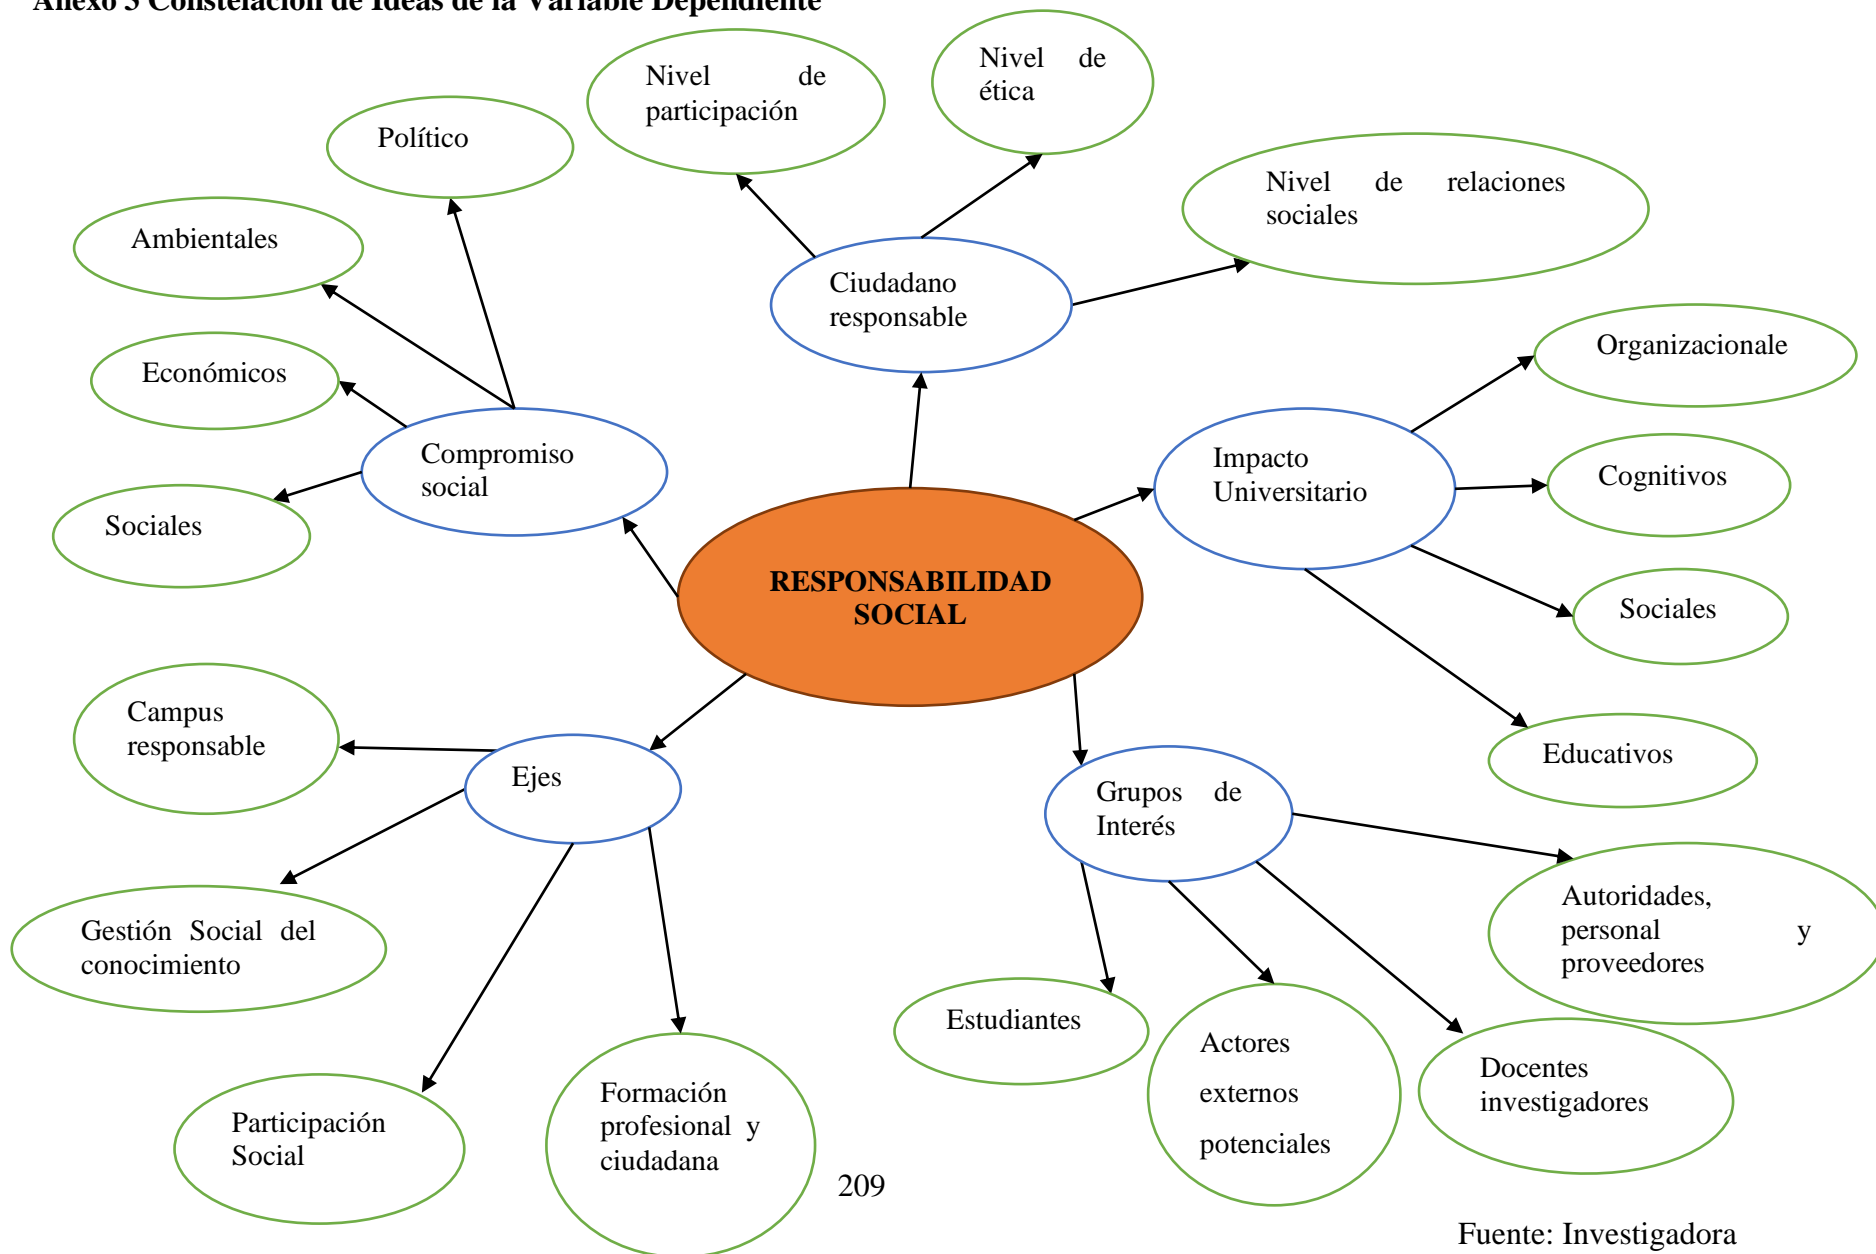 Anexo 5 Constelación de Ideas de la Variable Dependiente
Nivel de
participación
Nivel de
ética
Político
Nivel de relaciones
sociales
Ambientales
Ciudadano
responsable
Económicos
Organizacionale
Compromiso
social
Impacto
Universitario
Cognitivos
Sociales
RESPONSABILIDAD
SOCIAL
Sociales
Campus
responsable
Ejes
Grupos de
Interés
Educativos
Gestión Social del
conocimiento
Autoridades,
personal y
proveedores
Estudiantes
Actores
externos
potenciales
Docentes
investigadores
Participación
Social
Formación
profesional y
ciudadana
209
Fuente: Investigadora